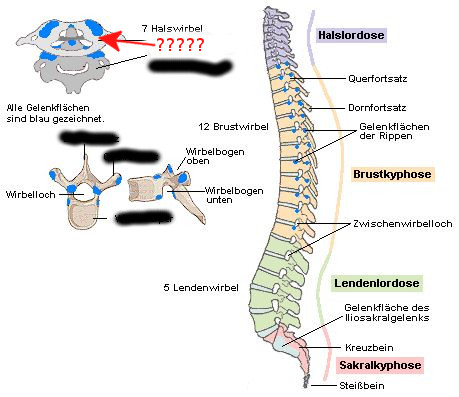 7 Halswirbel
?????
Alle Gelenkflächen
sind blau gezeichnet.
12 Brustwirbel
Wirbelbogen
oben
Wirbelloch
Wirbelbogen
unten
5 Lendenwirbel
Halslordose
Querfortsatz
Dornfortsatz
Gelenkflächen
der Rippen
Brustkyphose
Zwischenwirbelloch
Lendenlordose
Gelenkfläche des
Iliosakralgelenks
Kreuzbein
Sakralkyphose
Steißbein